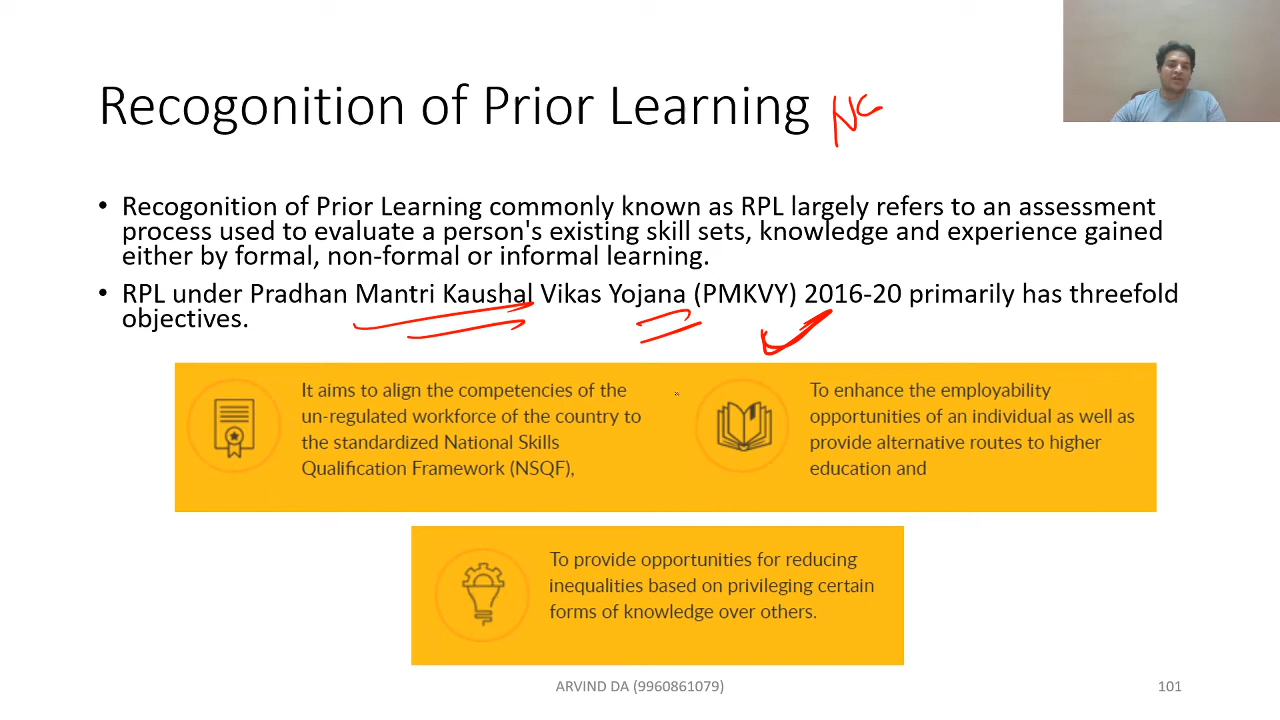 Recogonition of Prior Learning NC
• Recogonition of Prior Learning commonly known as RPL largely refers to an assessment
process used to evaluate a person's existing skill sets, knowledge and experience gained
either by formal, non-formal or informal learning.
• RPL under Pradhan Mantri Kaushal Vikas Yojana (PMKVY) 2016-20 primarily has threefold
objectives.
It aims to align the competencies of the
un-regulated workforce of the country to
the standardized National Skills
Qualification Framework (NSQF),
To enhance the employability
opportunities of an individual as well as
provide alternative routes to higher
education and
To provide opportunities for reducing
inequalities based on privileging certain
forms of knowledge over others.
ARVIND DA (9960861079)
101